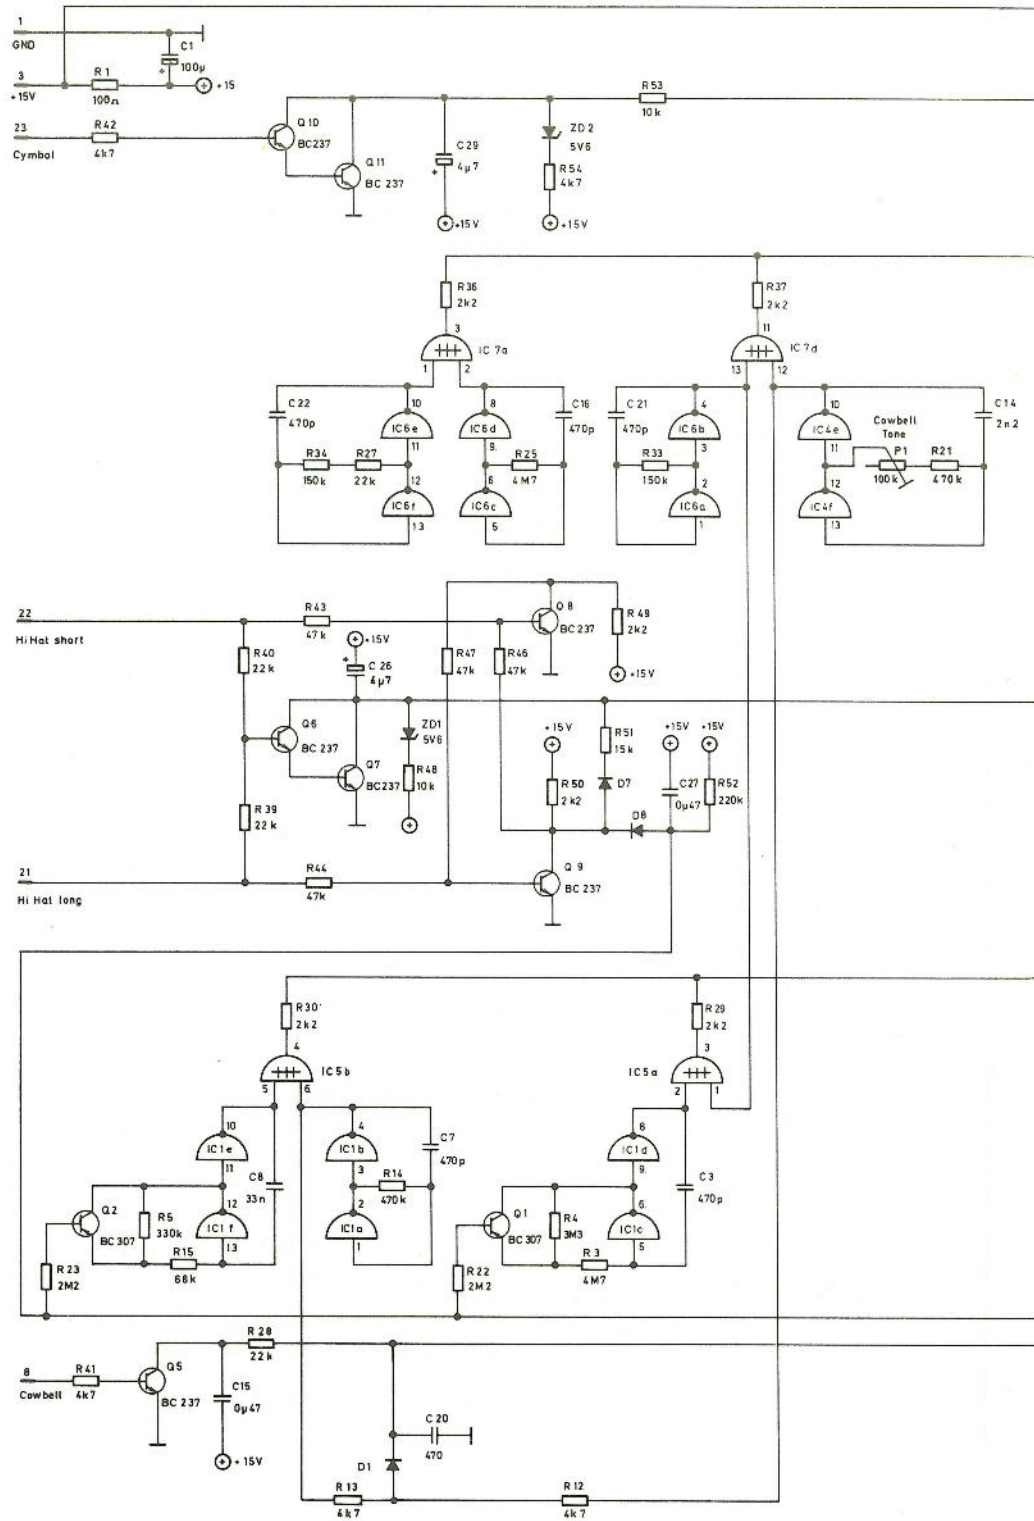 1
GND
C1
100µ
3
+15V
R1
100Ω
+15
23
Cymbal
R42
4k7
Q10
BC237
Q11
BC 237
C29
4µ7
+15V
ZD2
5V6
R54
4k7
+15V
R53
10k
R36
2k2
3
IC 7a
1 2
R37
2k2
11
IC 7d
13 12
C22
470p
10
IC6e
11
R34
150k
R27
22k
12
IC6f
13
8
IC6d
9.
C16
470p
R25
4M7
6
IC6c
5
C21
470p
4
IC6b
3
R33
150k
2
IC6a
1
10
IC4e
11
Cowbell
Tone
P1
100k
R21
470k
C14
2n2
12
IC4f
13
22
Hi Hat short
R43
47k
Q8
BC237
R49
2k2
+15V
R40
22k
+15V
C26
4µ7
R47
47k
R46
47k
Q6
BC 237
Q7
BC237
ZD1
5V6
R48
10k
+15V
R50
2k2
R51
15k
D7
+15V
C27
0µ47
+15V
R52
220k
D8
R39
22k
21
Hi Hat long
R44
47k
Q9
BC 237
R30
2k2
4
IC5b
5 6
R29
2k2
3
IC5a
2 1
10
IC1e
11
C8
33n
4
IC1b
3
C7
470p
R14
470k
2
IC1a
1
Q2
BC307
R5
330k
12
IC1f
13
R15
68k
R23
2M2
8
IC1d
9.
C3
470p
Q1
BC307
R4
3M3
6.
IC1c
5
R3
4M7
R22
2M2
8
Cowbell
R41
4k7
Q5
BC 237
R28
22k
C15
0µ47
+15V
C20
470
D1
R13
4k7
R12
4k7